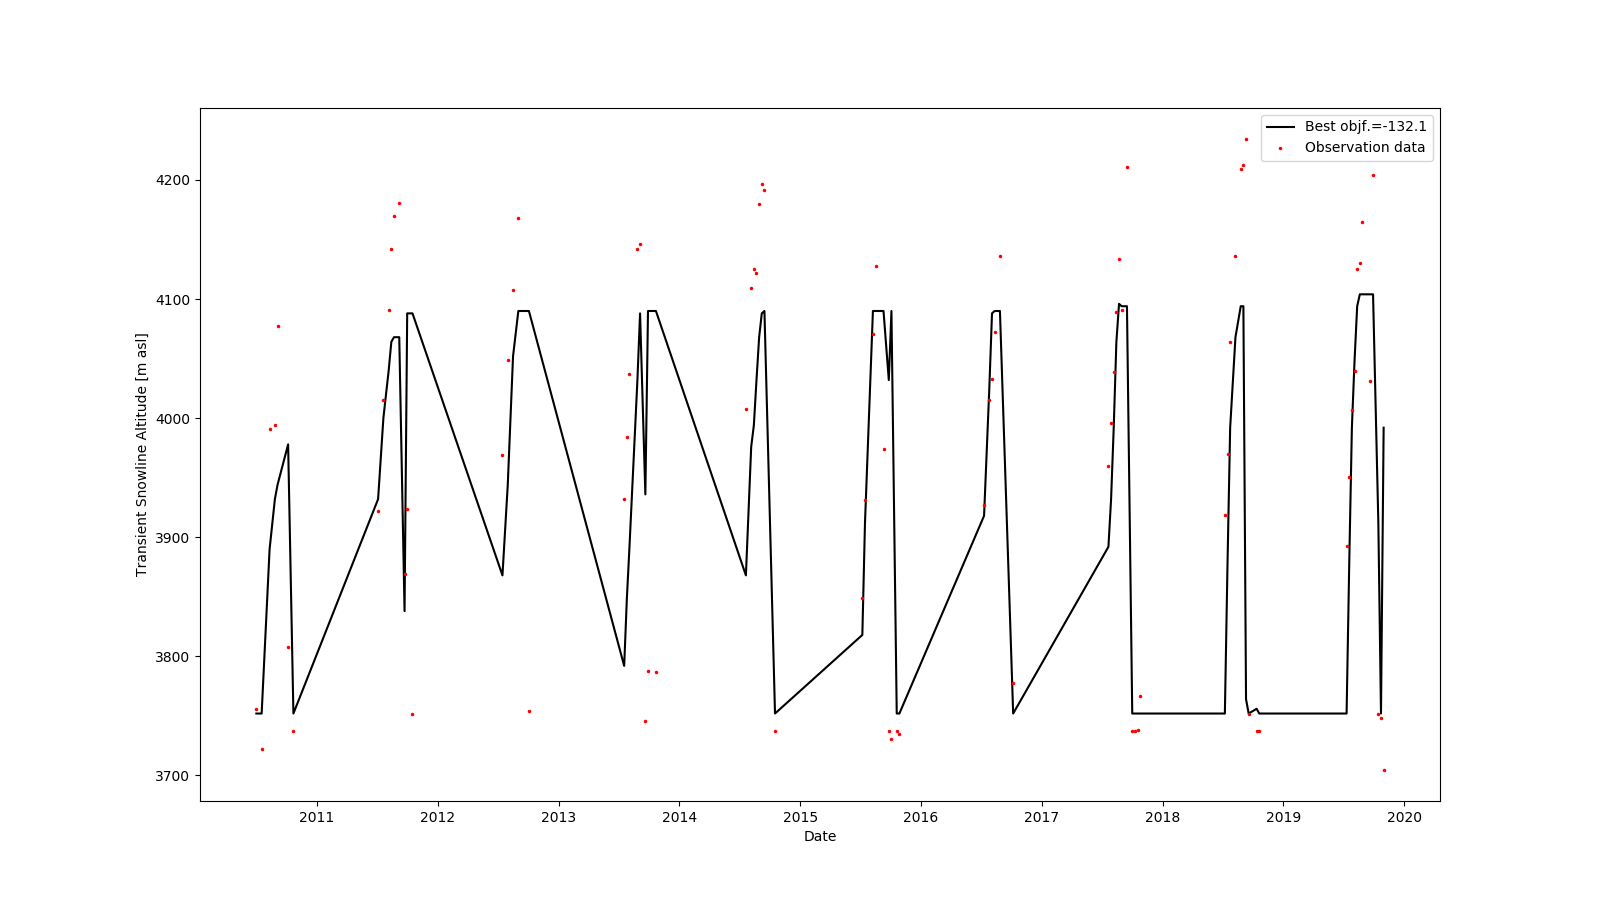 Best objf.=-132.1
Observation data
Transient Snowline Altitude [m asl]
4200
4100
4000
3900
3800
3700
2011 2012 2013 2014 2015 2016 2017 2018 2019 2020
Date